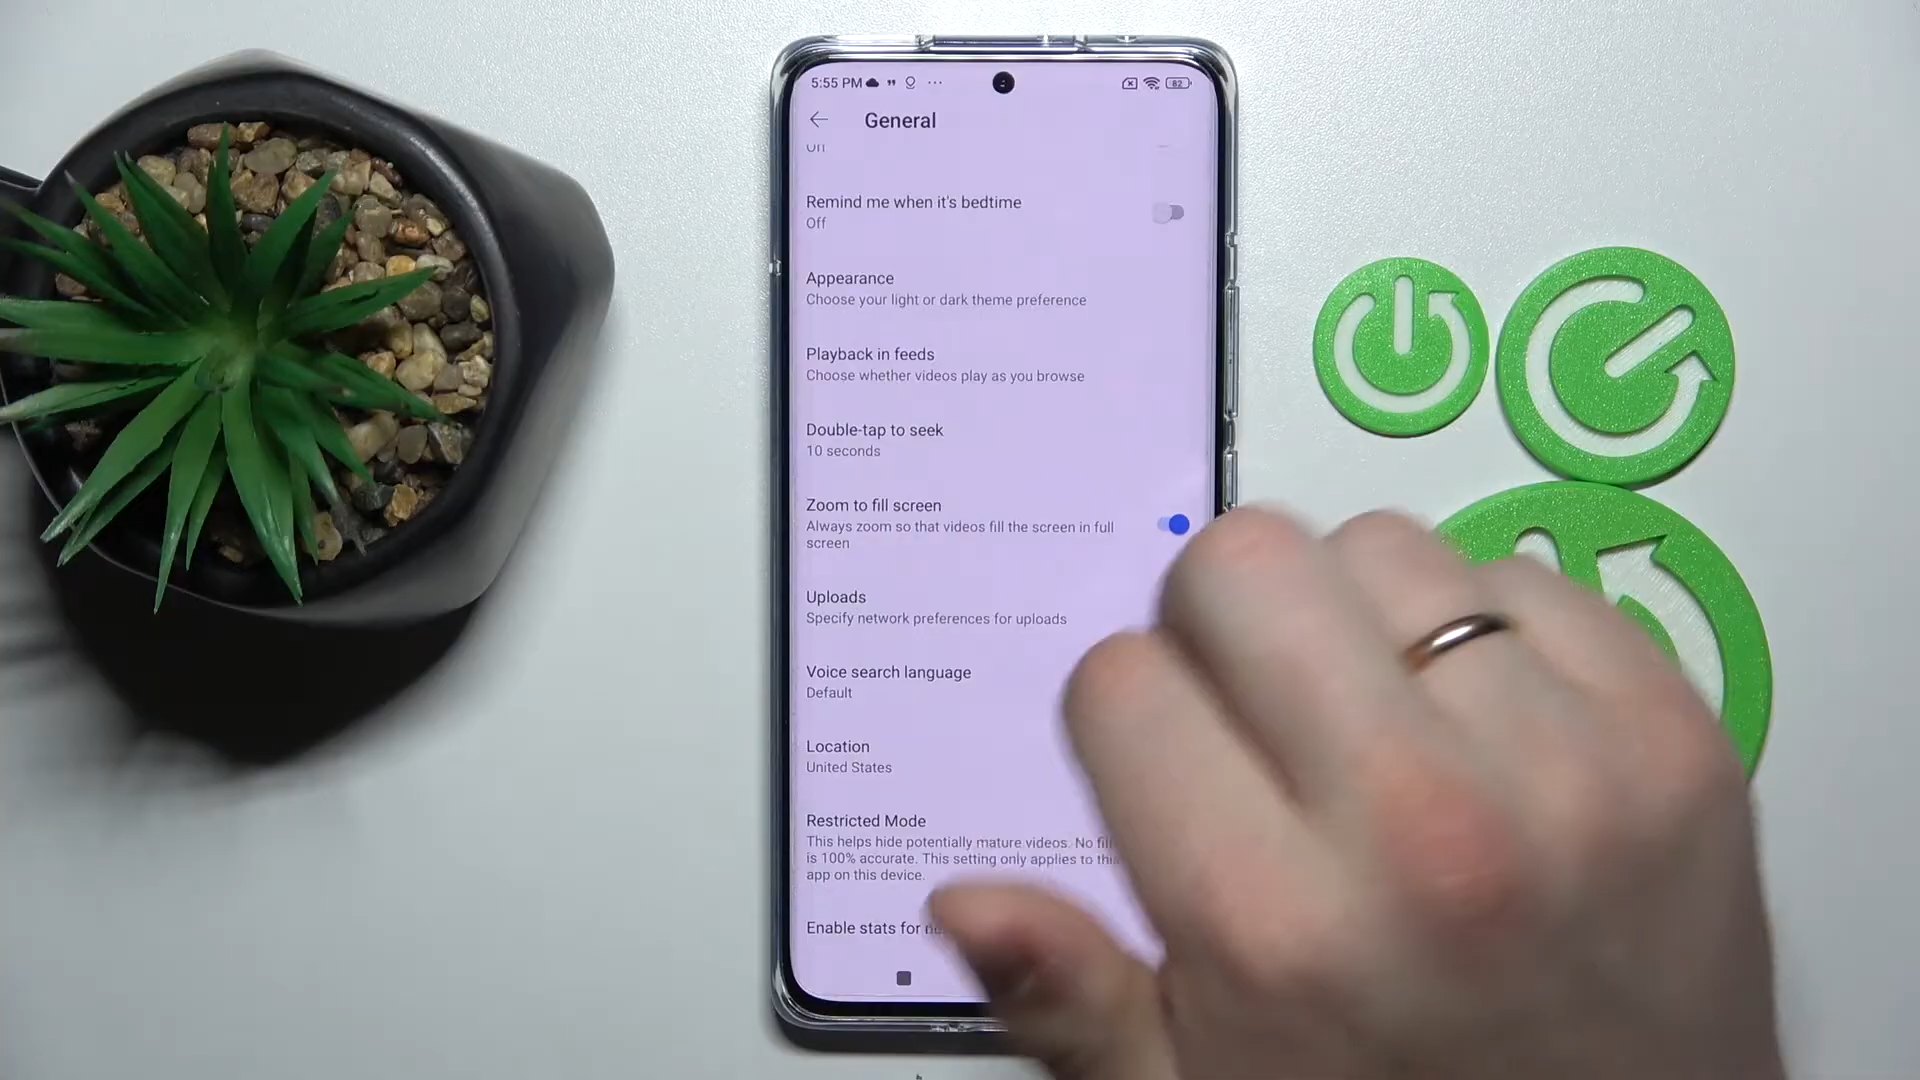 5:55 PM
82
General
Off
Remind me when it's bedtime
Off
Appearance
Choose your light or dark theme preference
Playback in feeds
Choose whether videos play as you browse
Double-tap to seek
10 seconds
Zoom to fill screen
Always zoom so that videos fill the screen in full
screen
Uploads
Specify network preferences for uploads
Voice search language
Default
Location
United States
Restricted Mode
This helps hide potentially mature videos. No
is 100% accurate. This setting only applies to this
app on this device.
Enable stats for